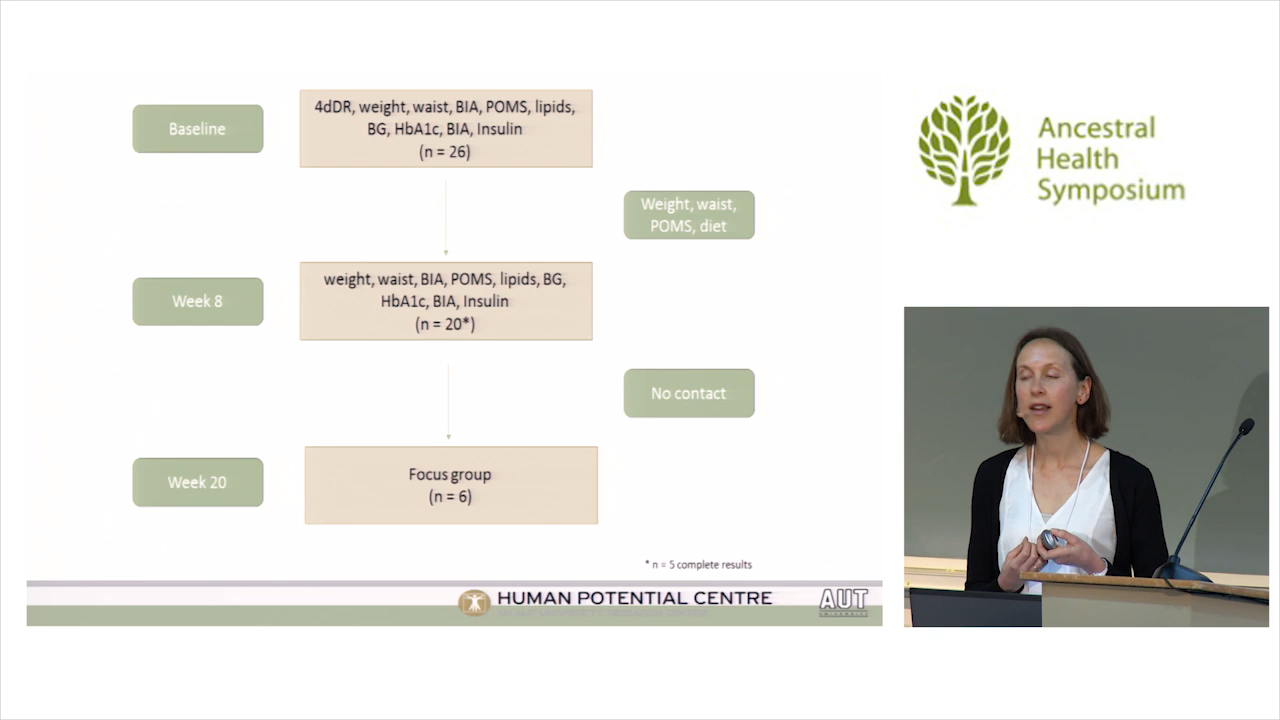 Baseline
4dDR, weight, waist, BIA, POMS, lipids,
BG, HbA1c, BIA, Insulin
(n = 26)
Weight, waist,
POMS, diet
Week 8
weight, waist, BIA, POMS, lipids, BG,
HbA1c, BIA, Insulin
(n = 20*)
No contact
Week 20
Focus group
(n = 6)
* n = 5 complete results
HUMAN POTENTIAL CENTRE
AUT
Ancestral
Health
Symposium